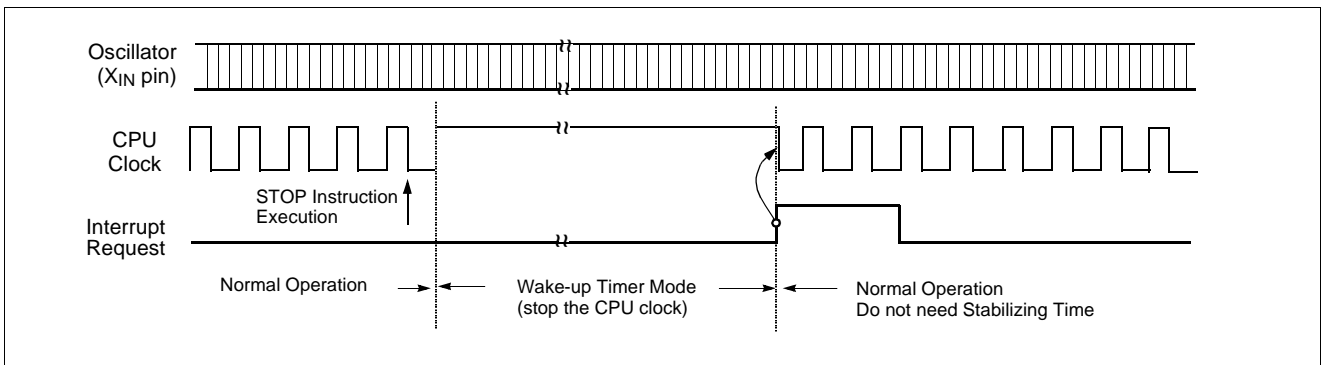 Oscillator
(XIN pin)
CPU
Clock
STOP Instruction
Execution
Interrupt
Request
Normal Operation
Wake-up Timer Mode
(stop the CPU clock)
Normal Operation
Do not need Stabilizing Time